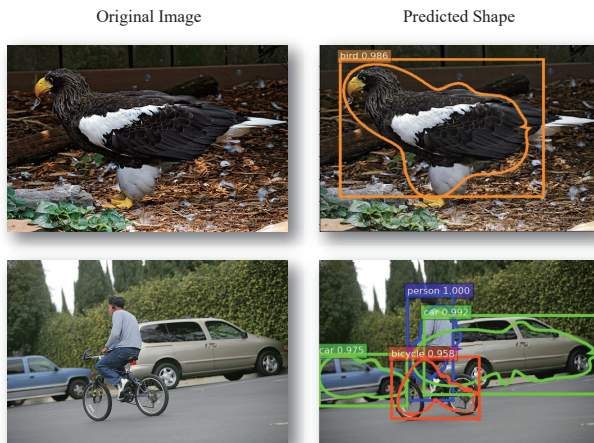 Original Image
Predicted Shape
bird 0.986
person 1.000
car 0.992
car 0.975
bicycle 0.958